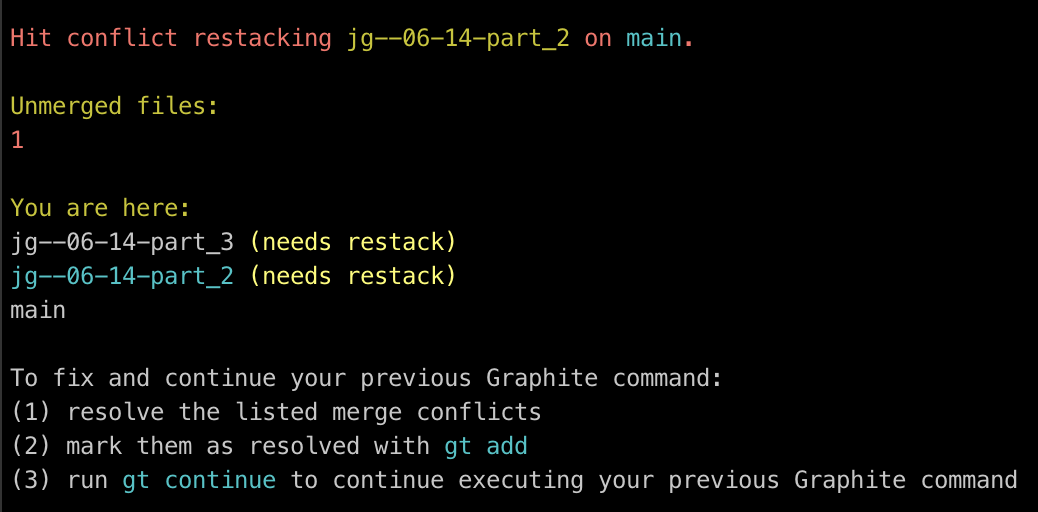 Hit conflict restacking jg--06-14-part_2 on main.
Unmerged files:
1
You are here:
jg--06-14-part_3 (needs restack)
jg--06-14-part_2 (needs restack)
main
To fix and continue your previous Graphite command:
(1) resolve the listed merge conflicts
(2) mark them as resolved with gt add
(3) run gt continue to continue executing your previous Graphite command